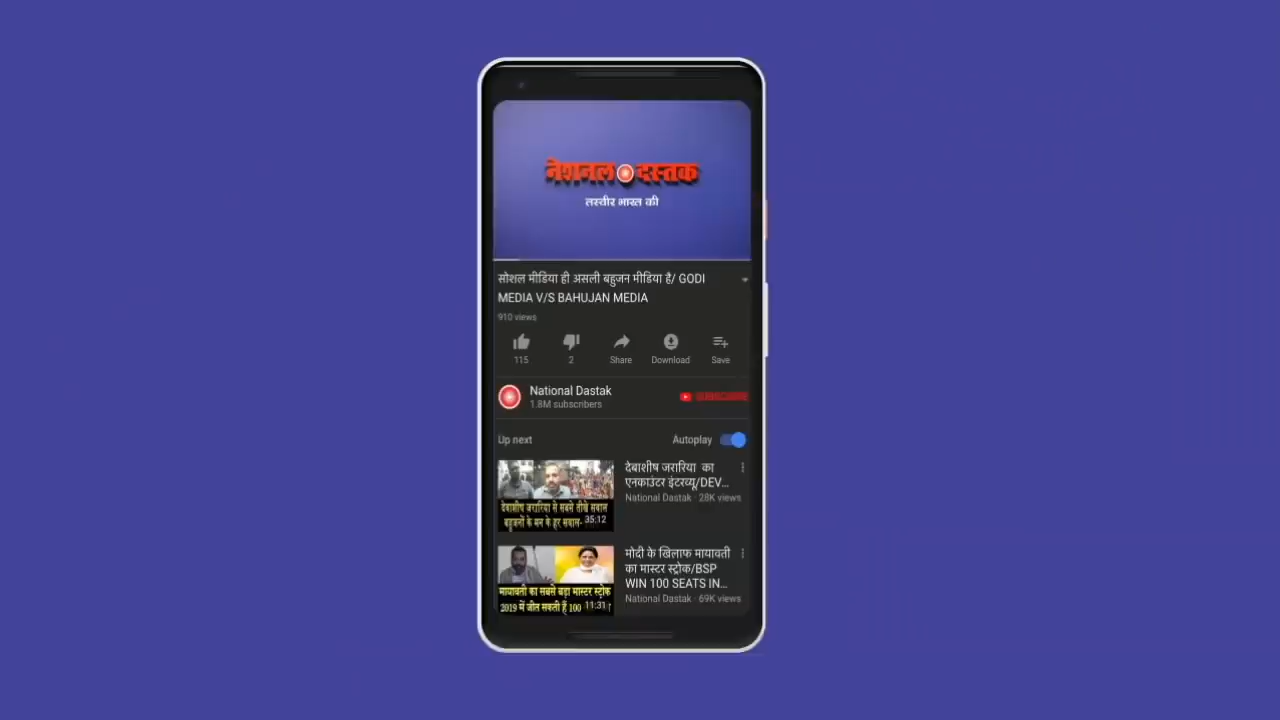 नेशनल दस्तक
तस्वीर भारत की
सोशल मीडिया ही असली बहुजन मीडिया है/ GODI
MEDIA V/S BAHUJAN MEDIA
910 views
115
2
Share
Download
Save
National Dastak
1.8M subscribers
SUBSCRIBE
Up next
Autoplay
देबाशीष जरारिया से सबसे तीखे सवाल
बहुजनों के मन के हर सवाल-
35:12
देबाशीष जरारिया का
एनकाउंटर इंटरव्यू/DEV...
National Dastak · 28K views
मायावती का सबसे बड़ा मास्टर स्ट्रोक
2019 में जीत सकती हैं 100
11:31
मोदी के खिलाफ मायावती
का मास्टर स्ट्रोक/BSP
WIN 100 SEATS IN...
National Dastak · 69K views